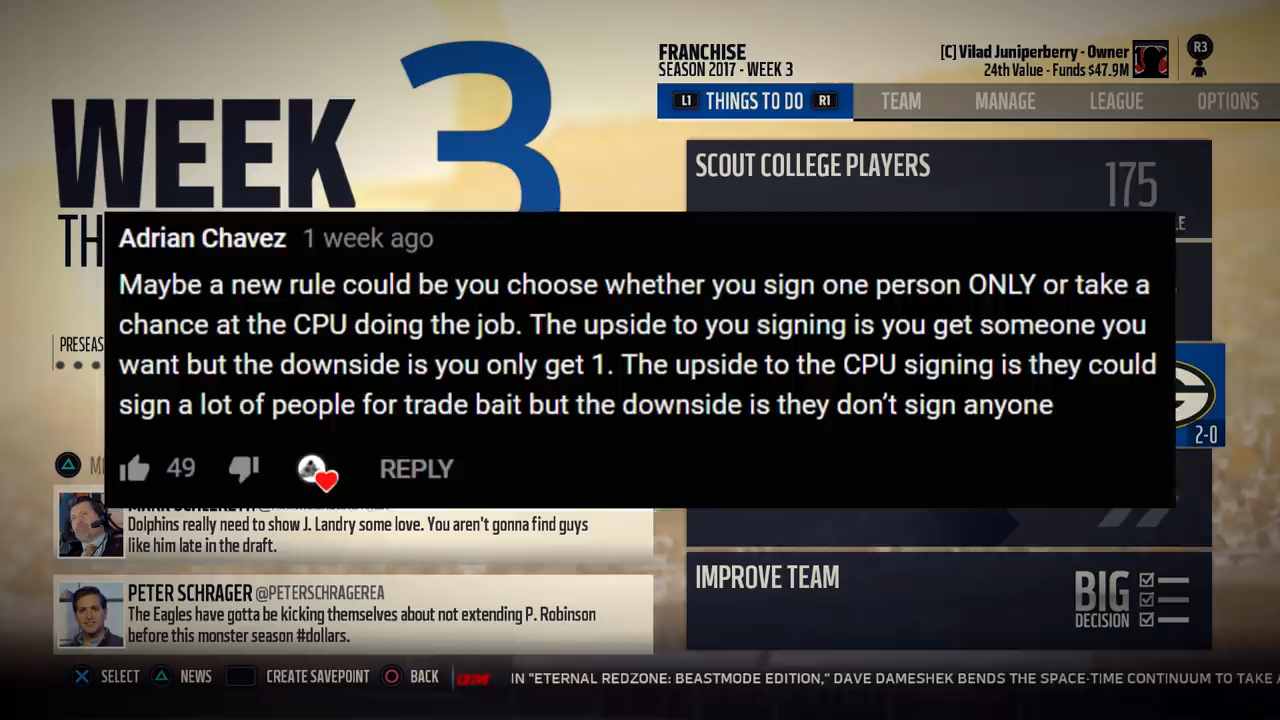 WEEK
3
TH
FRANCHISE
SEASON 2017 - WEEK 3
[C] Vilad Juniperberry - Owner
24th Value - Funds $47.9M
R3
L1 THINGS TO DO R1
TEAM
MANAGE
LEAGUE
OPTIONS
SCOUT COLLEGE PLAYERS
175
Adrian Chavez 1 week ago
Maybe a new rule could be you choose whether you sign one person ONLY or take a
chance at the CPU doing the job. The upside to you signing is you get someone you
want but the downside is you only get 1. The upside to the CPU signing is they could
sign a lot of people for trade bait but the downside is they don’t sign anyone
49
REPLY
PRESEAS
G
2-0
Dolphins really need to show J. Landry some love. You aren't gonna find guys
like him late in the draft.
PETER SCHRAGER @PETERSCHRAGEREA
The Eagles have gotta be kicking themselves about not extending P. Robinson
before this monster season #dollars.
IMPROVE TEAM
BIG
DECISION
SELECT
NEWS
CREATE SAVEPOINT
BACK
IN "ETERNAL REDZONE: BEASTMODE EDITION," DAVE DAMESHEK BENDS THE SPACE-TIME CONTINUUM TO TAKE